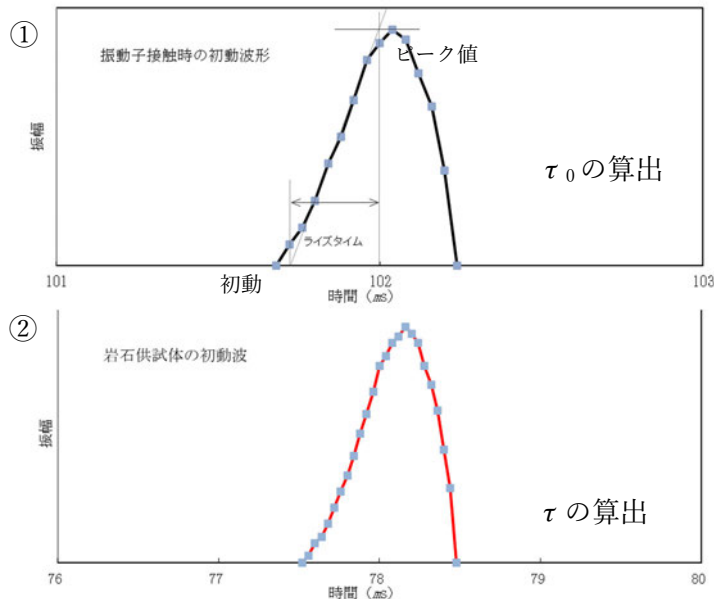 ①
振動子接触時の初動波形
ピーク値
振幅
τ₀の算出
ライズタイム
初動
101
102
103
時間(ms)
②
岩石供試体の初動波
振幅
τの算出
76
77
78
79
80
時間(ms)